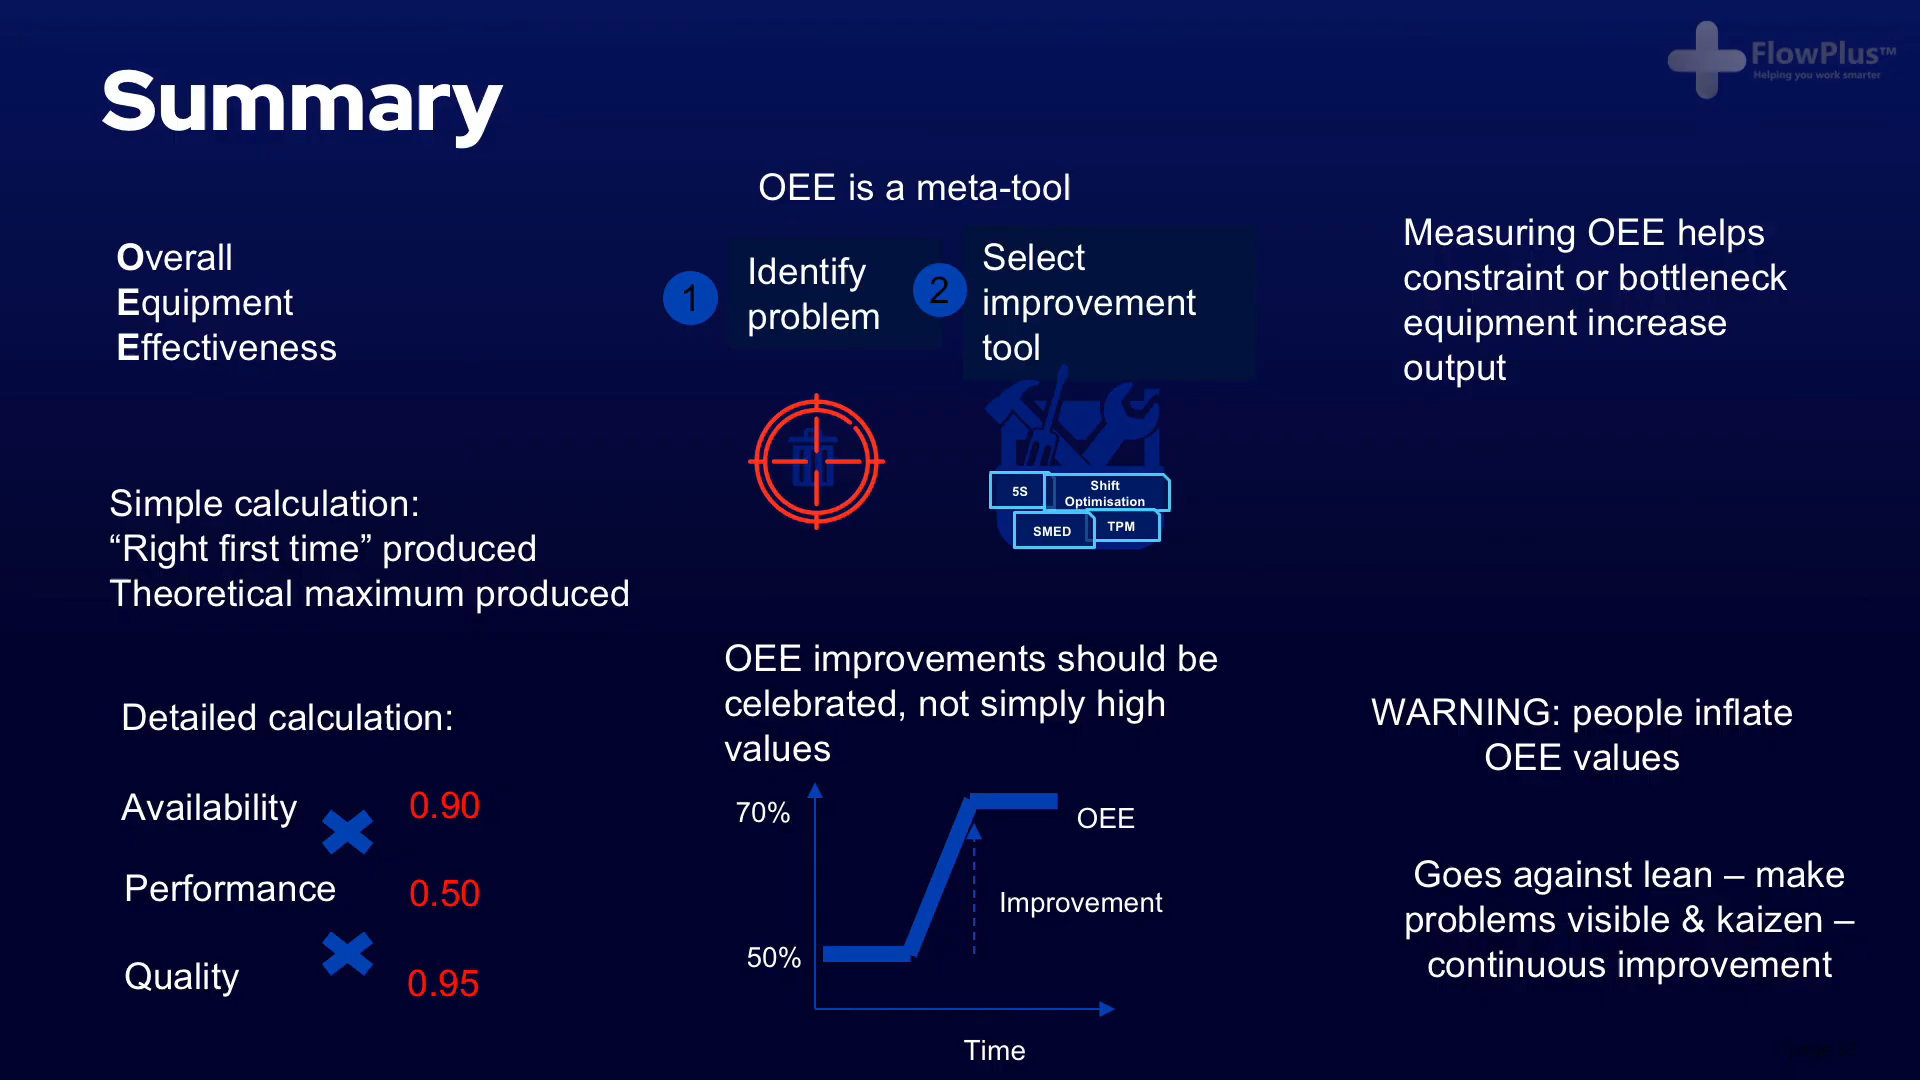 Summary
FlowPlus™
Helping you work smarter
Overall
Equipment
Effectiveness
Simple calculation:
“Right first time” produced
Theoretical maximum produced
Detailed calculation:
Availability 0.90
Performance 0.50
Quality 0.95
OEE is a meta-tool
1 Identify
problem
2 Select
improvement
tool
5S
Shift
Optimisation
SMED
TPM
OEE improvements should be
celebrated, not simply high
values
70%
OEE
Improvement
50%
Time
Measuring OEE helps
constraint or bottleneck
equipment increase
output
WARNING: people inflate
OEE values
Goes against lean – make
problems visible & kaizen –
continuous improvement